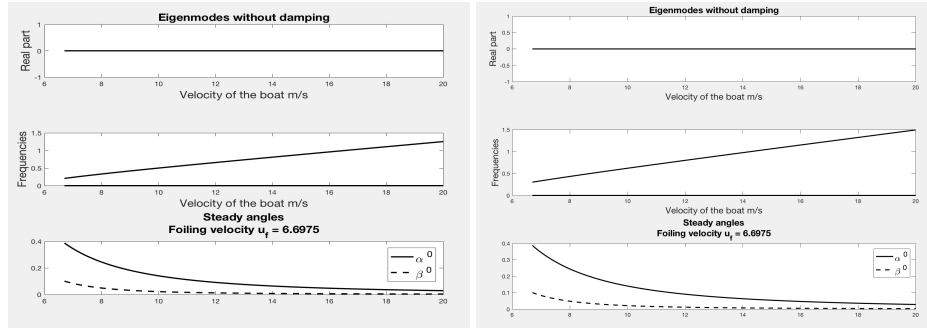 Eigenmodes without damping
Real part
1
0
-1
6 8 10 12 14 16 18 20
Velocity of the boat m/s
Frequencies
1.5
1
0.5
0
6 8 10 12 14 16 18 20
Velocity of the boat m/s
Steady angles
Foiling velocity u_f = 6.6975
0.4
0.2
0
α^0
β^0
6 8 10 12 14 16 18 20
Eigenmodes without damping
Real part
1
0.5
0
-0.5
-1
6 8 10 12 14 16 18 20
Velocity of the boat m/s
Frequencies
1.5
1
0.5
0
6 8 10 12 14 16 18 20
Velocity of the boat m/s
Steady angles
Foiling velocity u_f = 6.6975
0.4
0.3
0.2
0.1
0
α^0
β^0
6 8 10 12 14 16 18 20